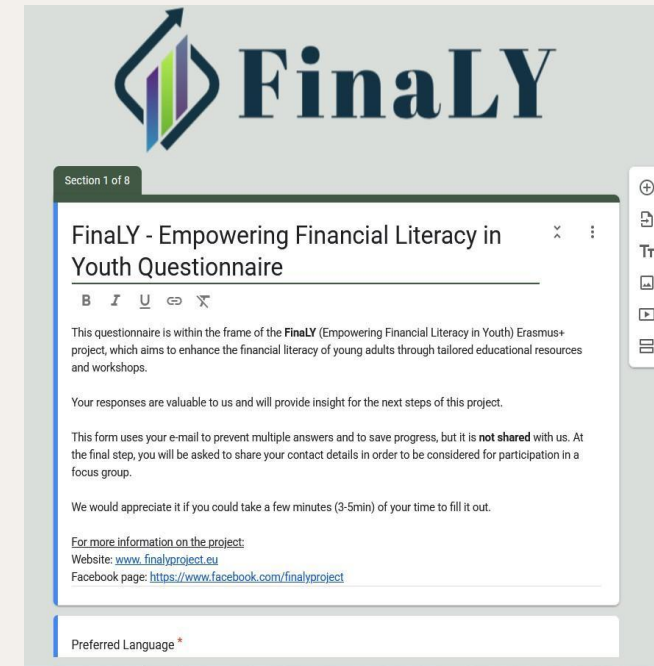 FinaLY
Section 1 of 8
FinaLY - Empowering Financial Literacy in
Youth Questionnaire
B I U
This questionnaire is within the frame of the FinaLY (Empowering Financial Literacy in Youth) Erasmus+
project, which aims to enhance the financial literacy of young adults through tailored educational resources
and workshops.
Your responses are valuable to us and will provide insight for the next steps of this project.
This form uses your e-mail to prevent multiple answers and to save progress, but it is not shared with us. At
the final step, you will be asked to share your contact details in order to be considered for participation in a
focus group.
We would appreciate it if you could take a few minutes (3-5min) of your time to fill it out.
For more information on the project:
Website: www. finalyproject.eu
Facebook page: https://www.facebook.com/finalyproject
Preferred Language *
Tт